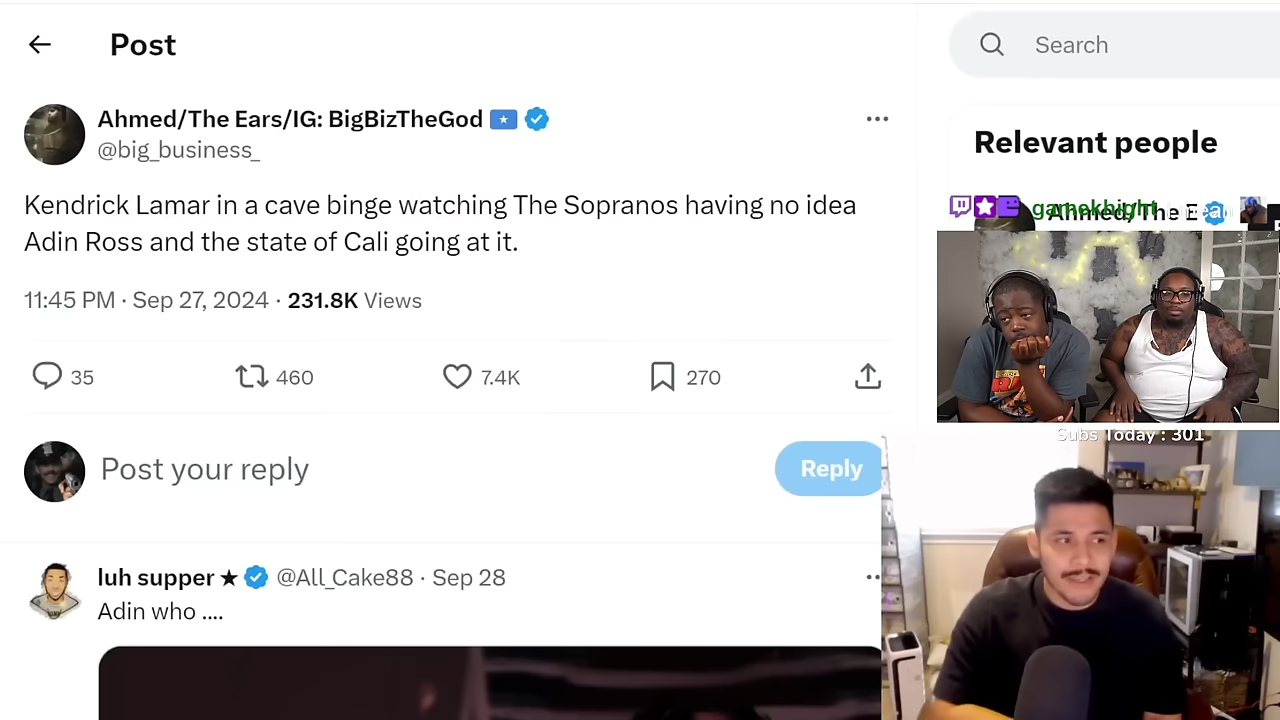 Post
Search
Ahmed/The Ears/IG: BigBizTheGod
@big_business_
Kendrick Lamar in a cave binge watching The Sopranos having no idea
Adin Ross and the state of Cali going at it.
11:45 PM · Sep 27, 2024 · 231.8K Views
35
460
7.4K
270
Post your reply
Reply
luh supper ★ @All_Cake88 · Sep 28
Adin who ....
Relevant people
Ahmed/The E
Subs Today : 301